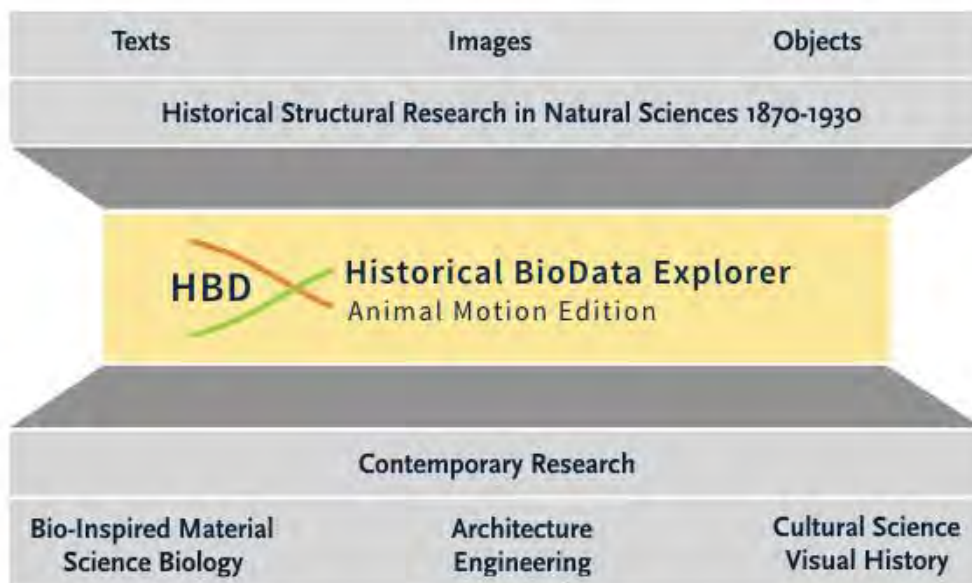 Texts Images Objects
Historical Structural Research in Natural Sciences 1870-1930
HBD
Historical BioData Explorer
Animal Motion Edition
Contemporary Research
Bio-Inspired Material
Science Biology
Architecture
Engineering
Cultural Science
Visual History